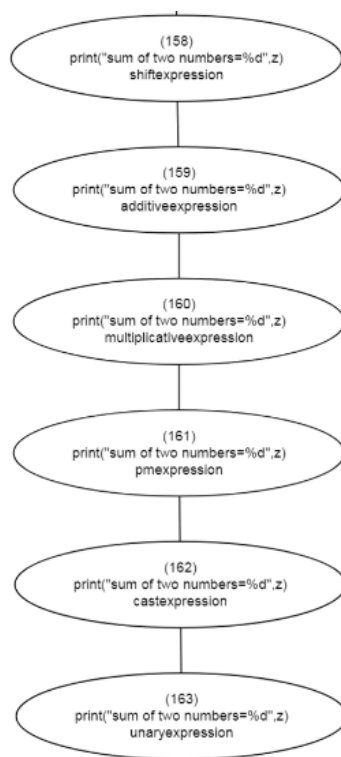 (158)
print("sum of two numbers=%d",z)
shiftexpression
(159)
print("sum of two numbers=%d",z)
additiveexpression
(160)
print("sum of two numbers=%d",z)
multiplicativeexpression
(161)
print("sum of two numbers=%d",z)
pmexpression
(162)
print("sum of two numbers=%d",z)
castexpression
(163)
print("sum of two numbers=%d",z)
unaryexpression